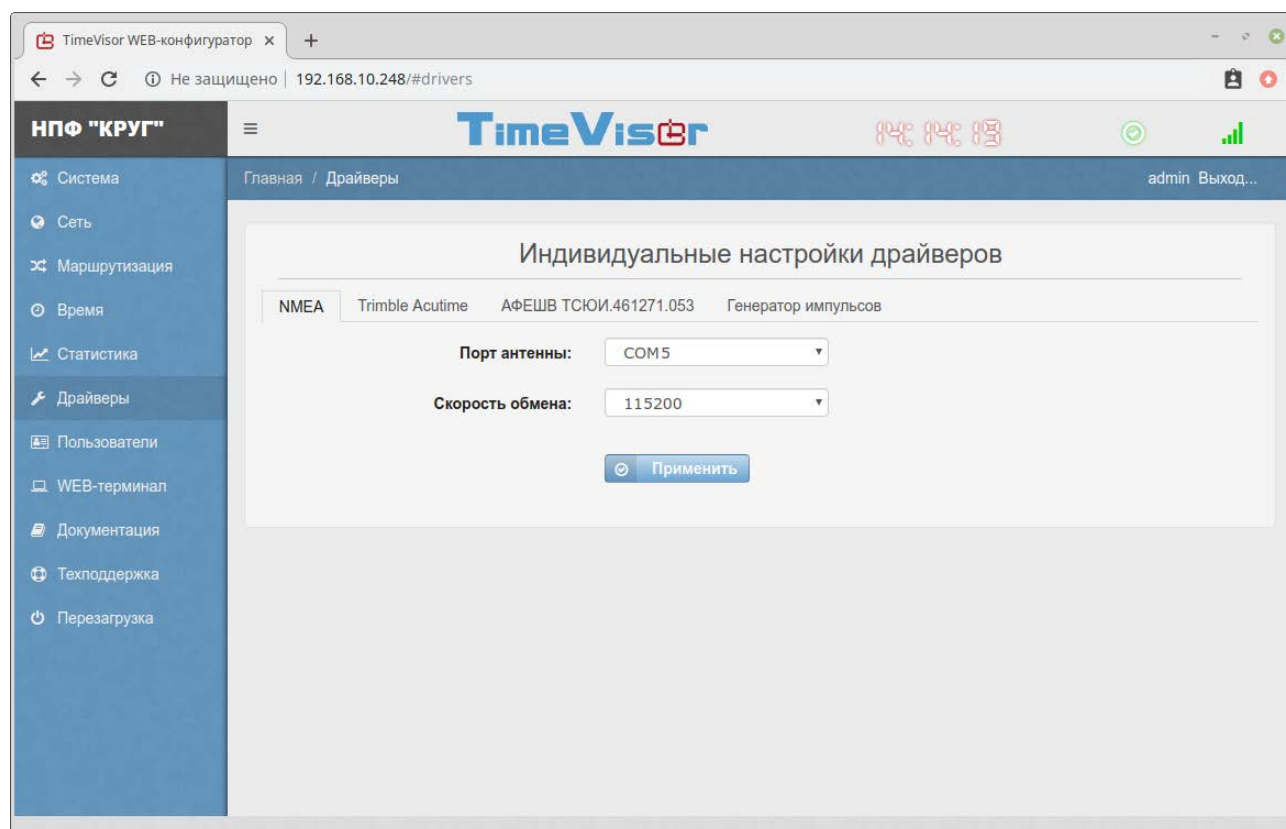 TimeVisor WEB-конфигуратор
Не защищено | 192.168.10.248/#drivers
НПФ "КРУГ"
TimeVisor
14: 14: 19
Система
Главная / Драйверы
admin Выход...
Сеть
Маршрутизация
Время
Статистика
Драйверы
Пользователи
WEB-терминал
Документация
Техподдержка
Перезагрузка
Индивидуальные настройки драйверов
NMEA Trimble Acutime АФЕШВ ТСЮИ.461271.053 Генератор импульсов
Порт антенны: COM5
Скорость обмена: 115200
Применить